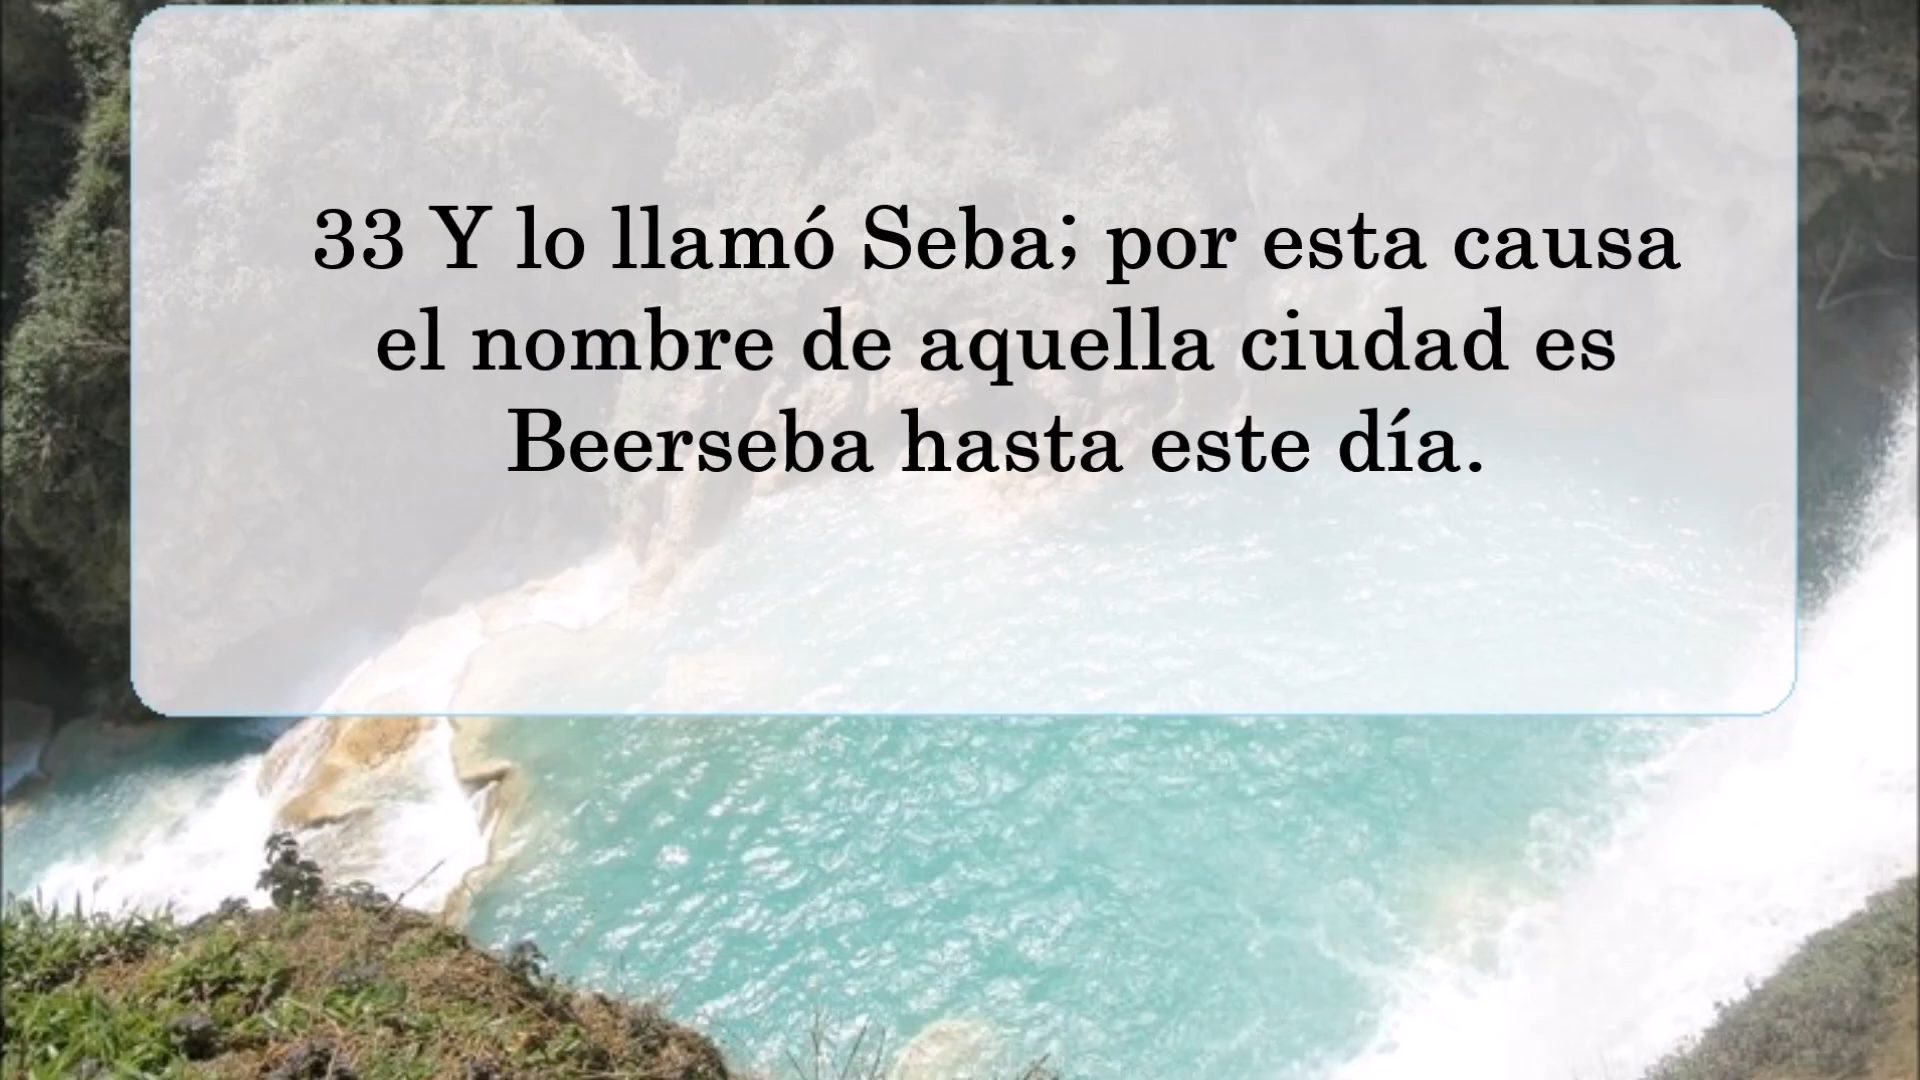 33 Y lo llamó Seba; por esta causa
el nombre de aquella ciudad es
Beerseba hasta este día.